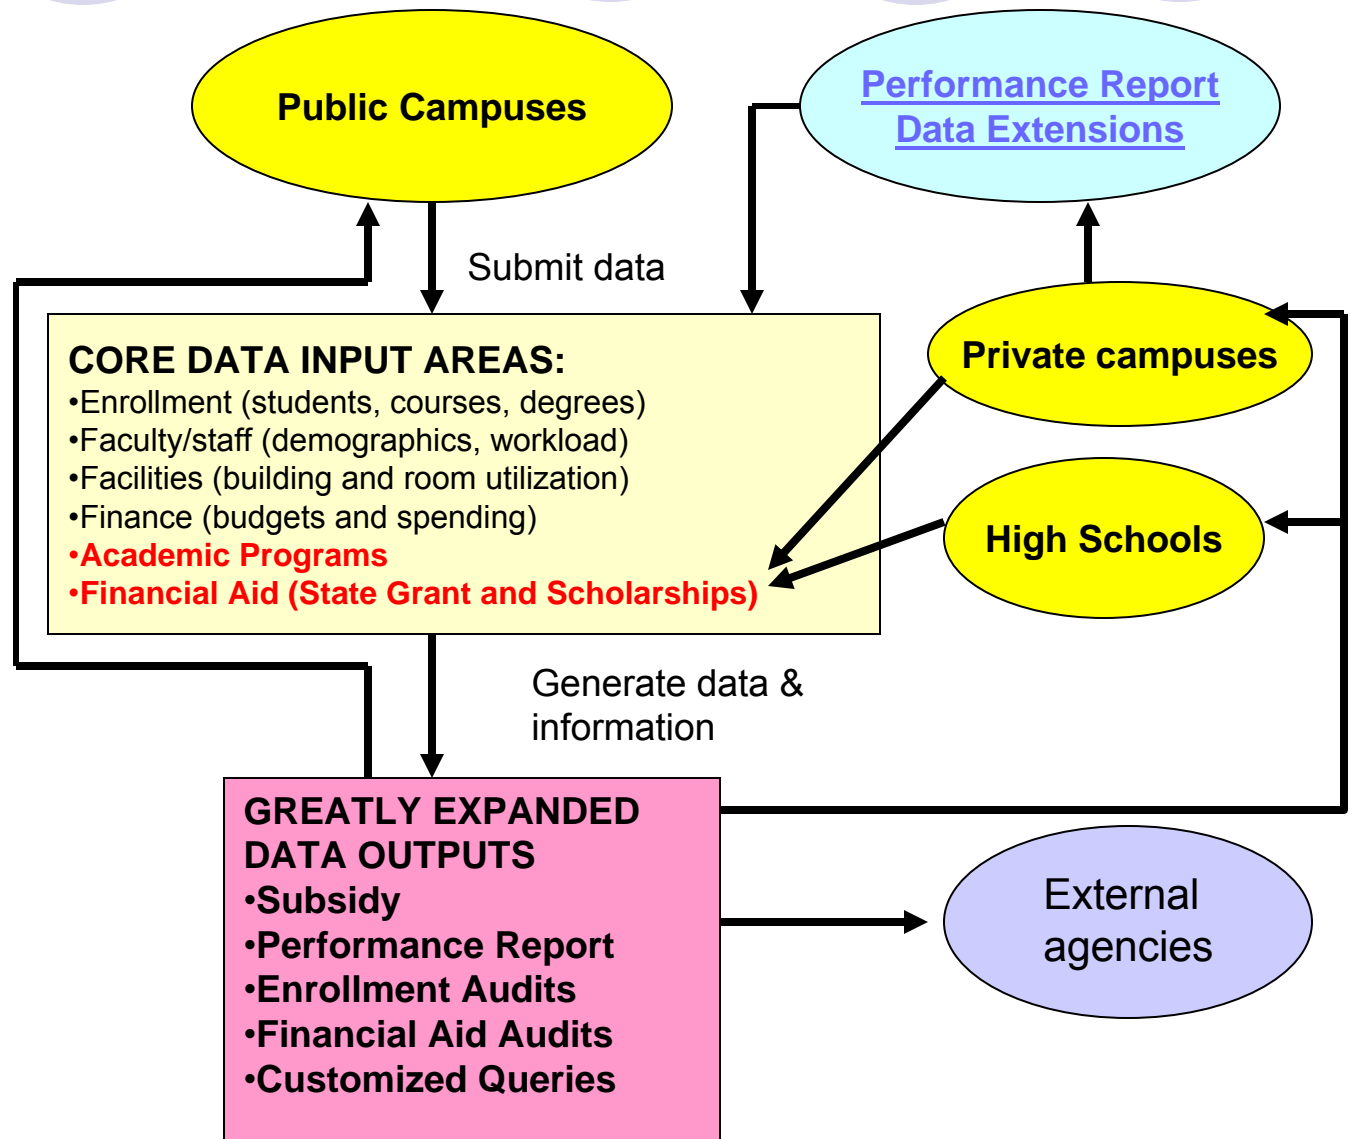 Public Campuses
Performance Report
Data Extensions
Submit data
CORE DATA INPUT AREAS:
•Enrollment (students, courses, degrees)
•Faculty/staff (demographics, workload)
•Facilities (building and room utilization)
•Finance (budgets and spending)
•Academic Programs
•Financial Aid (State Grant and Scholarships)
Private campuses
High Schools
Generate data &
information
GREATLY EXPANDED
DATA OUTPUTS
•Subsidy
•Performance Report
•Enrollment Audits
•Financial Aid Audits
•Customized Queries
External
agencies